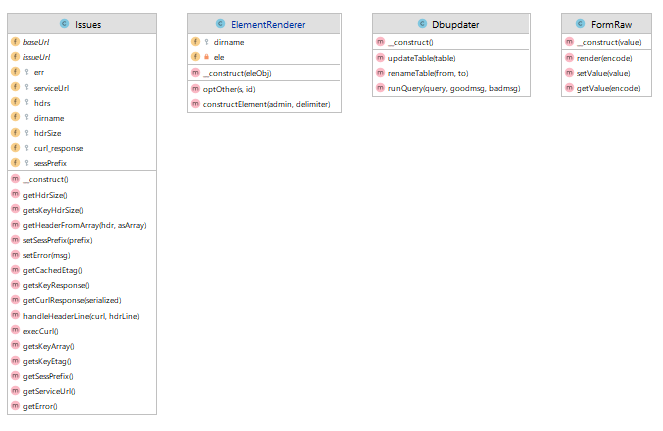 Issues
baseUrl
issueUrl
err
serviceUrl
hdrs
dirname
hdrSize
curl_response
sessPrefix
__construct()
getHdrSize()
getsKeyHdrSize()
getHeaderFromArray(hdr, asArray)
setSessPrefix(prefix)
setError(msg)
getCachedEtag()
getsKeyResponse()
getCurlResponse(serialized)
handleHeaderLine(curl, hdrLine)
execCurl()
getsKeyArray()
getsKeyEtag()
getSessPrefix()
getServiceUrl()
getError()
ElementRenderer
dirname
ele
__construct(eleObj)
optOther(s, id)
constructElement(admin, delimiter)
Dbupdater
__construct()
updateTable(table)
renameTable(from, to)
runQuery(query, goodmsg, badmsg)
FormRaw
__construct(value)
render(encode)
setValue(value)
getValue(encode)